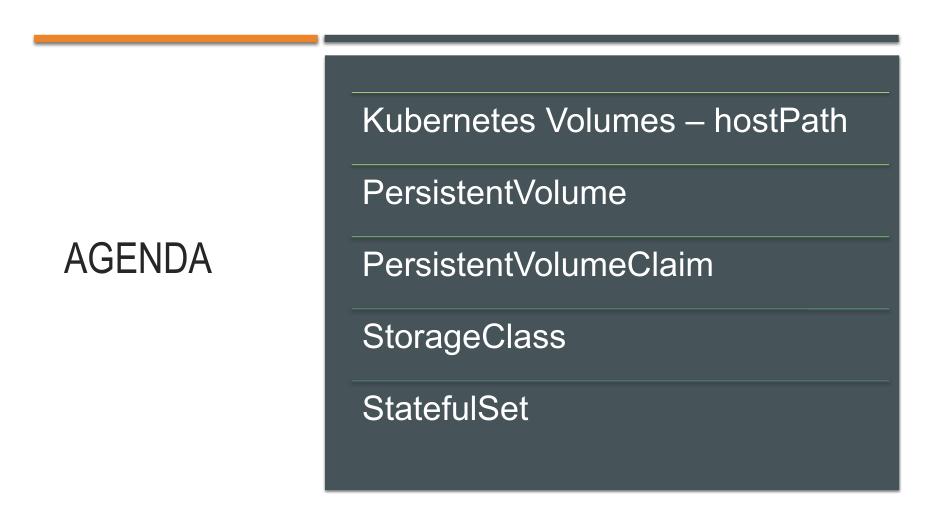 AGENDA
Kubernetes Volumes – hostPath
PersistentVolume
PersistentVolumeClaim
StorageClass
StatefulSet